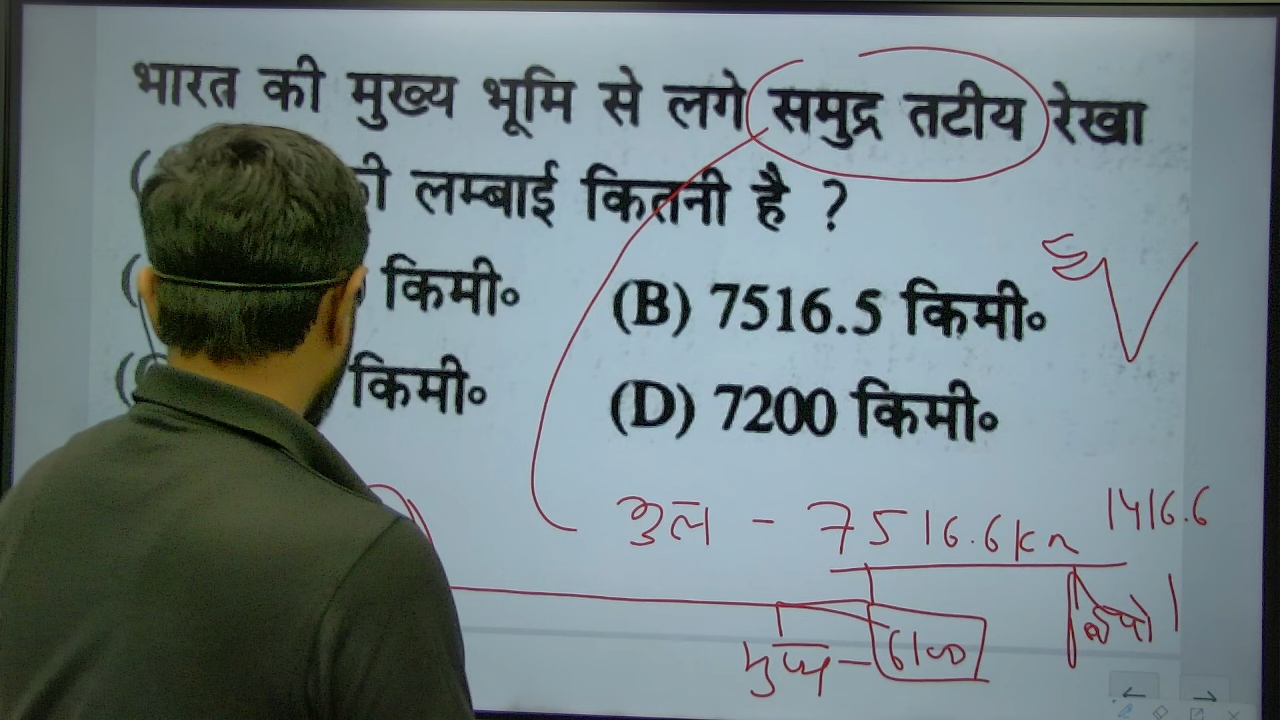 भारत की मुख्य भूमि से लगे समुद्र तटीय रेखा
की लम्बाई कितनी है ?
किमी॰ (B) 7516.5 किमी॰
किमी॰ (D) 7200 किमी॰
कुल - 7516.6 km 1416.6
मुख्य - 6100